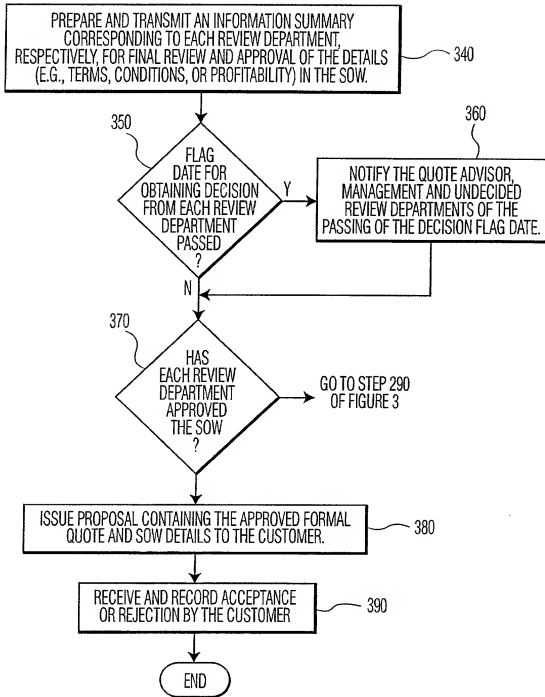 PREPARE AND TRANSMIT AN INFORMATION SUMMARY
CORRESPONDING TO EACH REVIEW DEPARTMENT,
RESPECTIVELY, FOR FINAL REVIEW AND APPROVAL OF THE DETAILS
(E.G., TERMS, CONDITIONS, OR PROFITABILITY) IN THE SOW.
340
350
FLAG
DATE FOR
OBTAINING DECISION
FROM EACH REVIEW
DEPARTMENT
PASSED
?
Y
N
360
NOTIFY THE QUOTE ADVISOR,
MANAGEMENT AND UNDECIDED
REVIEW DEPARTMENTS OF THE
PASSING OF THE DECISION FLAG DATE.
370
HAS
EACH REVIEW
DEPARTMENT
APPROVED
THE SOW
?
GO TO STEP 290
OF FIGURE 3
ISSUE PROPOSAL CONTAINING THE APPROVED FORMAL
QUOTE AND SOW DETAILS TO THE CUSTOMER.
380
RECEIVE AND RECORD ACCEPTANCE
OR REJECTION BY THE CUSTOMER
390
END